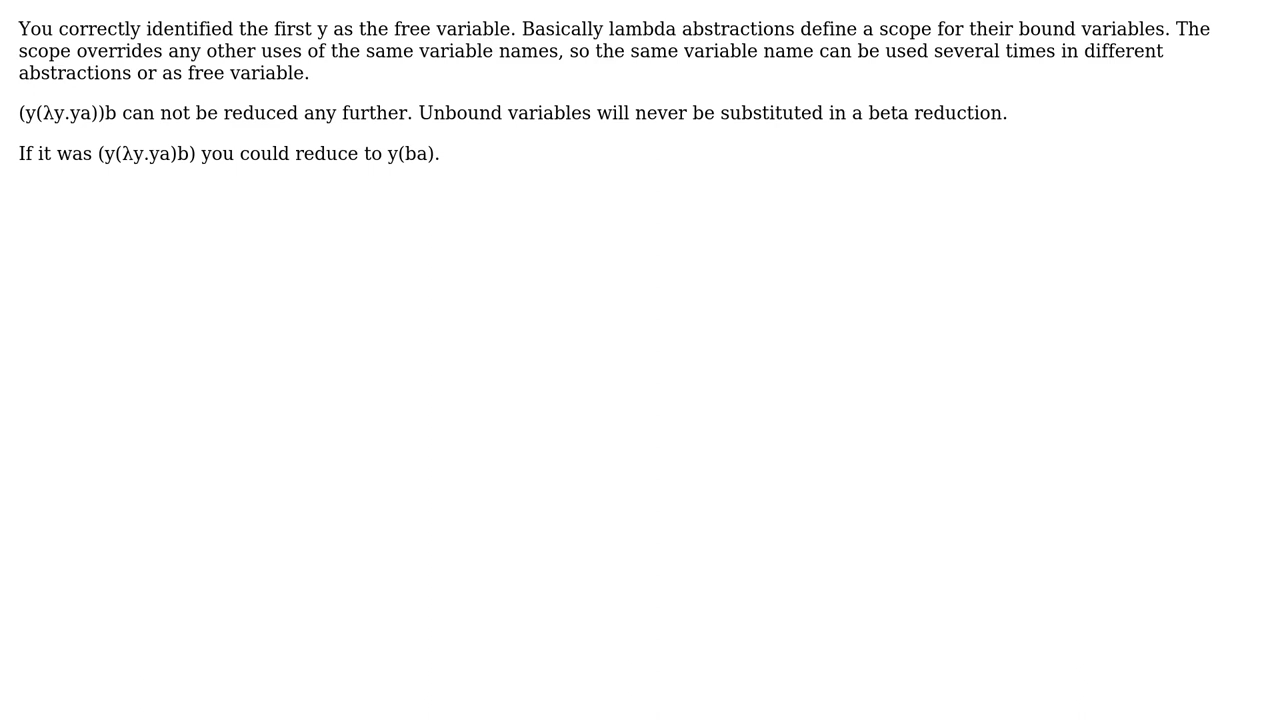 You correctly identified the first y as the free variable. Basically lambda abstractions define a scope for their bound variables. The
scope overrides any other uses of the same variable names, so the same variable name can be used several times in different
abstractions or as free variable.
(y(λy.ya))b can not be reduced any further. Unbound variables will never be substituted in a beta reduction.
If it was (y(λy.ya)b) you could reduce to y(ba).